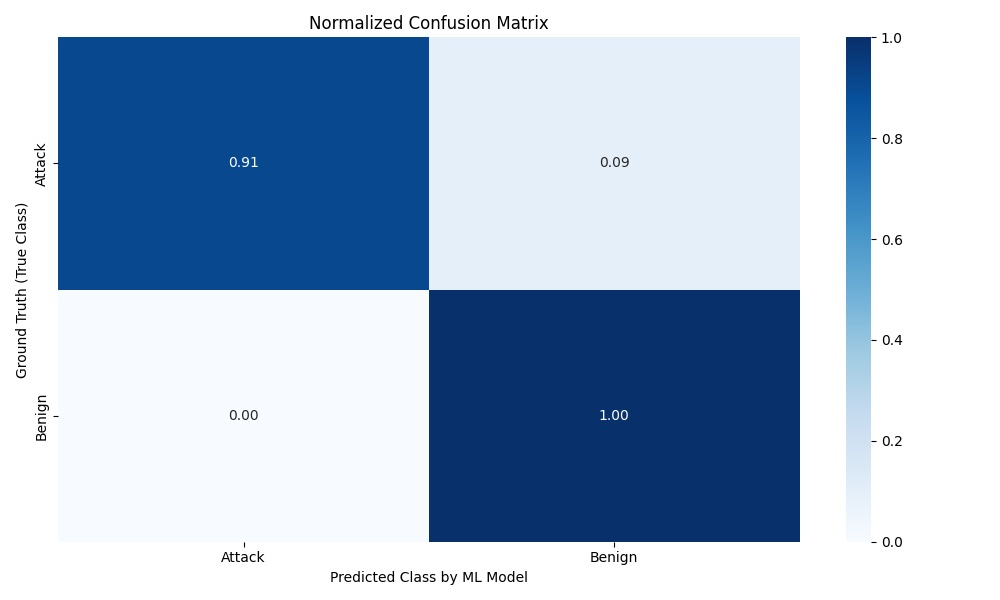 Normalized Confusion Matrix
Ground Truth (True Class)
Attack
Benign
0.91
0.09
0.00
1.00
Attack
Benign
Predicted Class by ML Model
1.0
0.8
0.6
0.4
0.2
0.0